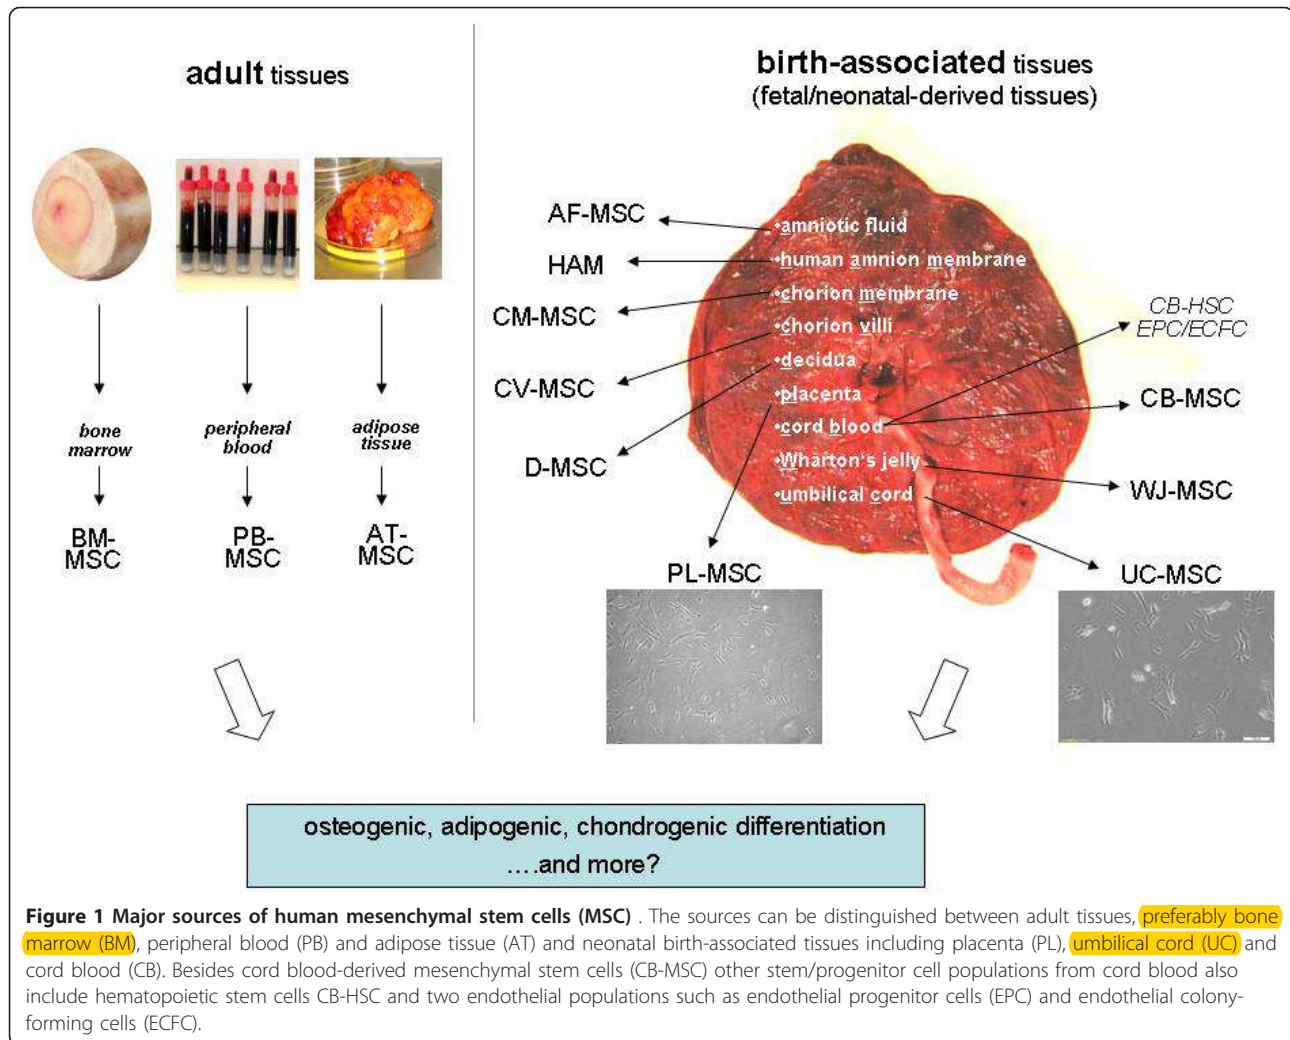 adult tissues
bone
marrow
BM-
MSC
peripheral
blood
PB-
MSC
adipose
tissue
AT-
MSC
birth-associated tissues
(fetal/neonatal-derived tissues)
AF-MSC
HAM
CM-MSC
CV-MSC
D-MSC
PL-MSC
•amniotic fluid
•human amnion membrane
•chorion membrane
•chorion villi
•decidua
•placenta
•cord blood
•Wharton's jelly
•umbilical cord
CB-HSC
EPC/ECFC
CB-MSC
WJ-MSC
UC-MSC
osteogenic, adipogenic, chondrogenic differentiation
….and more?
Figure 1 Major sources of human mesenchymal stem cells (MSC) . The sources can be distinguished between adult tissues, preferably bone
marrow (BM), peripheral blood (PB) and adipose tissue (AT) and neonatal birth-associated tissues including placenta (PL), umbilical cord (UC) and
cord blood (CB). Besides cord blood-derived mesenchymal stem cells (CB-MSC) other stem/progenitor cell populations from cord blood also
include hematopoietic stem cells CB-HSC and two endothelial populations such as endothelial progenitor cells (EPC) and endothelial colony-
forming cells (ECFC).